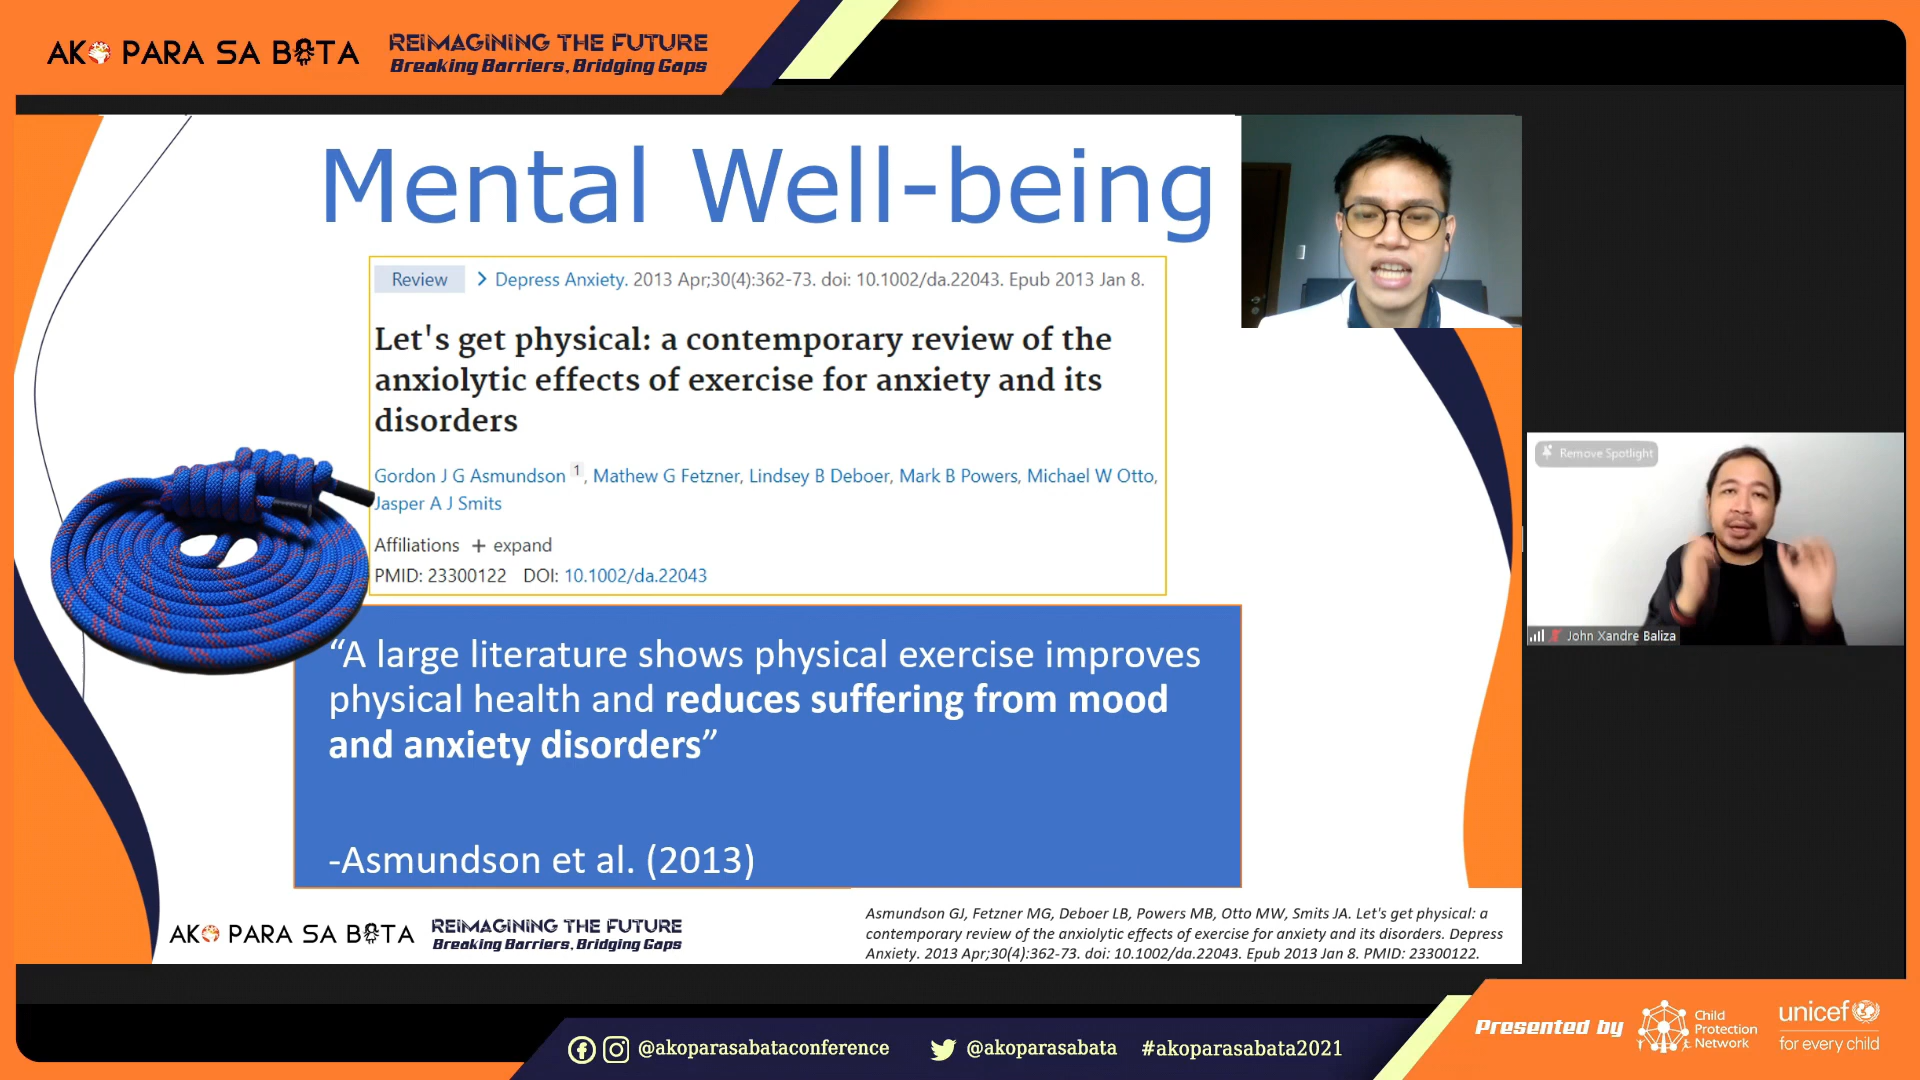 AKO PARA SA BATA
REIMAGINING THE FUTURE
Breaking Barriers, Bridging Gaps
Mental Well-being
Review > Depress Anxiety. 2013 Apr;30(4):362-73. doi: 10.1002/da.22043. Epub 2013 Jan 8.
Let's get physical: a contemporary review of the
anxiolytic effects of exercise for anxiety and its
disorders
Gordon J G Asmundson 1, Mathew G Fetzner, Lindsey B Deboer, Mark B Powers, Michael W Otto,
Jasper A J Smits
Affiliations + expand
PMID: 23300122 DOI: 10.1002/da.22043
“A large literature shows physical exercise improves
physical health and reduces suffering from mood
and anxiety disorders”
-Asmundson et al. (2013)
AKO PARA SA BATA
REIMAGINING THE FUTURE
Breaking Barriers, Bridging Gaps
Asmundson GJ, Fetzner MG, Deboer LB, Powers MB, Otto MW, Smits JA. Let's get physical: a
contemporary review of the anxiolytic effects of exercise for anxiety and its disorders. Depress
Anxiety. 2013 Apr;30(4):362-73. doi: 10.1002/da.22043. Epub 2013 Jan 8. PMID: 23300122.
Remove Spotlight
John Xandre Baliza
@akoparasabataconference
@akoparasabata
#akoparasabata2021
Presented by
Child
Protection
Network
unicef
for every child